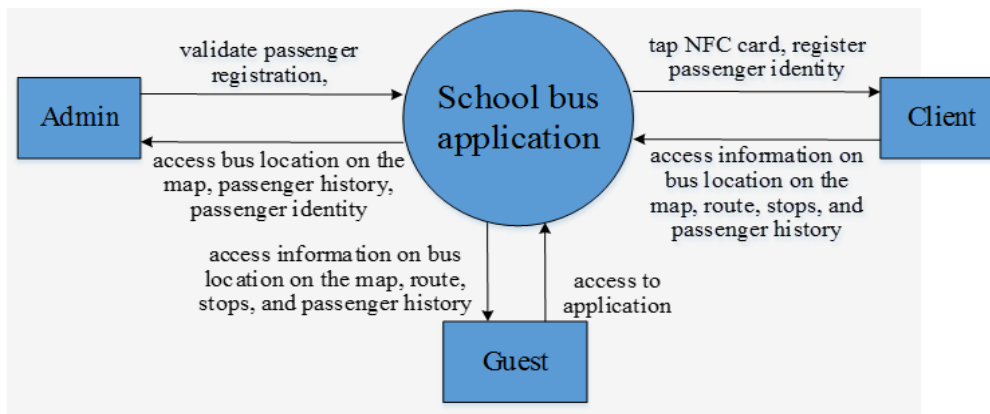 validate passenger
registration,
tap NFC card, register
passenger identity
Admin
School bus
application
Client
access bus location on the
map, passenger history,
passenger identity
access information on
bus location on the
map, route, stops, and
passenger history
access information on bus
location on the map, route,
stops, and passenger history
access to
application
Guest